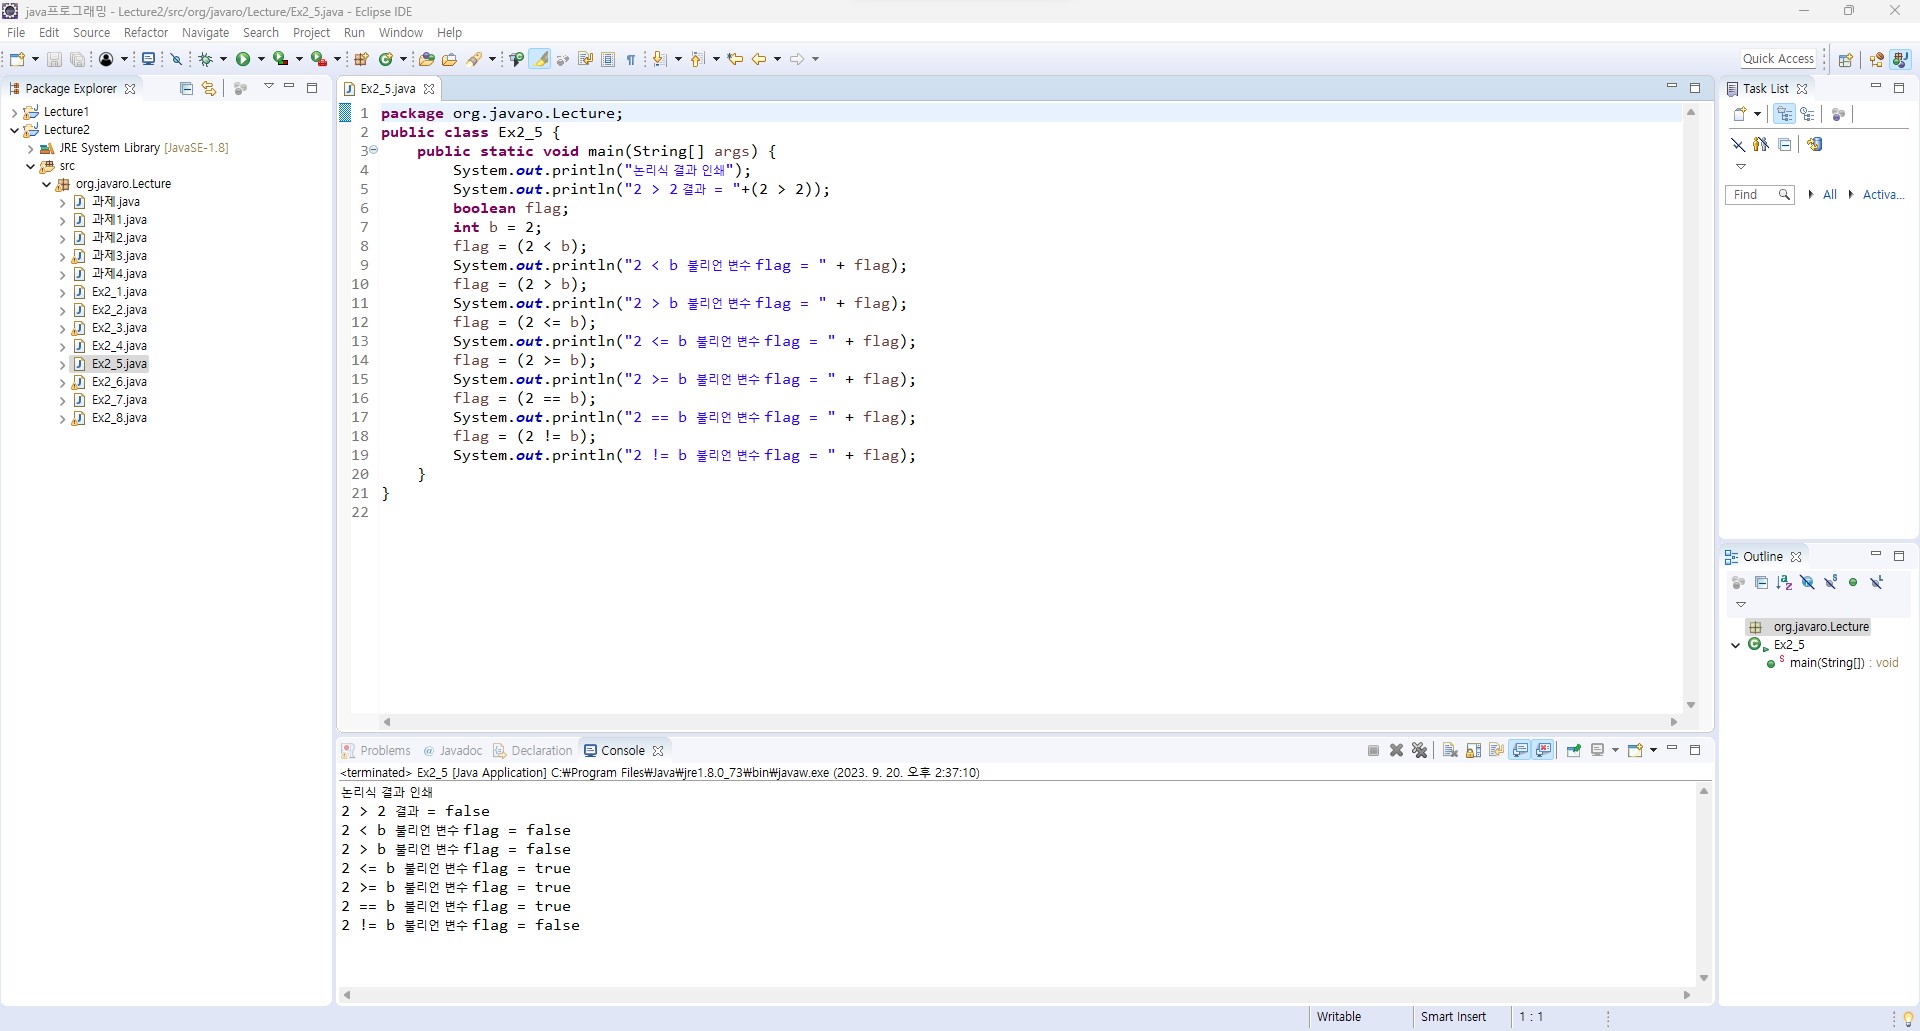 java프로그래밍 - Lecture2/src/org/javaro/Lecture/Ex2_5.java - Eclipse IDE
File Edit Source Refactor Navigate Search Project Run Window Help
Quick Access
Package Explorer
Lecture1
Lecture2
JRE System Library [JavaSE-1.8]
src
org.javaro.Lecture
과제.java
과제1.java
과제2.java
과제3.java
과제4.java
Ex2_1.java
Ex2_2.java
Ex2_3.java
Ex2_4.java
Ex2_5.java
Ex2_6.java
Ex2_7.java
Ex2_8.java
Ex2_5.java
1 package org.javaro.Lecture;
2 public class Ex2_5 {
3     public static void main(String[] args) {
4         System.out.println("논리식 결과 인쇄");
5         System.out.println("2 > 2 결과 = "+(2 > 2));
6         boolean flag;
7         int b = 2;
8         flag = (2 < b);
9         System.out.println("2 < b 불리언 변수 flag = " + flag);
10         flag = (2 > b);
11         System.out.println("2 > b 불리언 변수 flag = " + flag);
12         flag = (2 <= b);
13         System.out.println("2 <= b 불리언 변수 flag = " + flag);
14         flag = (2 >= b);
15         System.out.println("2 >= b 불리언 변수 flag = " + flag);
16         flag = (2 == b);
17         System.out.println("2 == b 불리언 변수 flag = " + flag);
18         flag = (2 != b);
19         System.out.println("2 != b 불리언 변수 flag = " + flag);
20     }
21 }
22
Task List
Find All Activa...
Outline
org.javaro.Lecture
Ex2_5
main(String[]) : void
Problems @ Javadoc Declaration Console
<terminated> Ex2_5 [Java Application] C:₩Program Files₩Java₩jre1.8.0_73₩bin₩javaw.exe (2023. 9. 20. 오후 2:37:10)
논리식 결과 인쇄
2 > 2 결과 = false
2 < b 불리언 변수 flag = false
2 > b 불리언 변수 flag = false
2 <= b 불리언 변수 flag = true
2 >= b 불리언 변수 flag = true
2 == b 불리언 변수 flag = true
2 != b 불리언 변수 flag = false
Writable Smart Insert 1 : 1